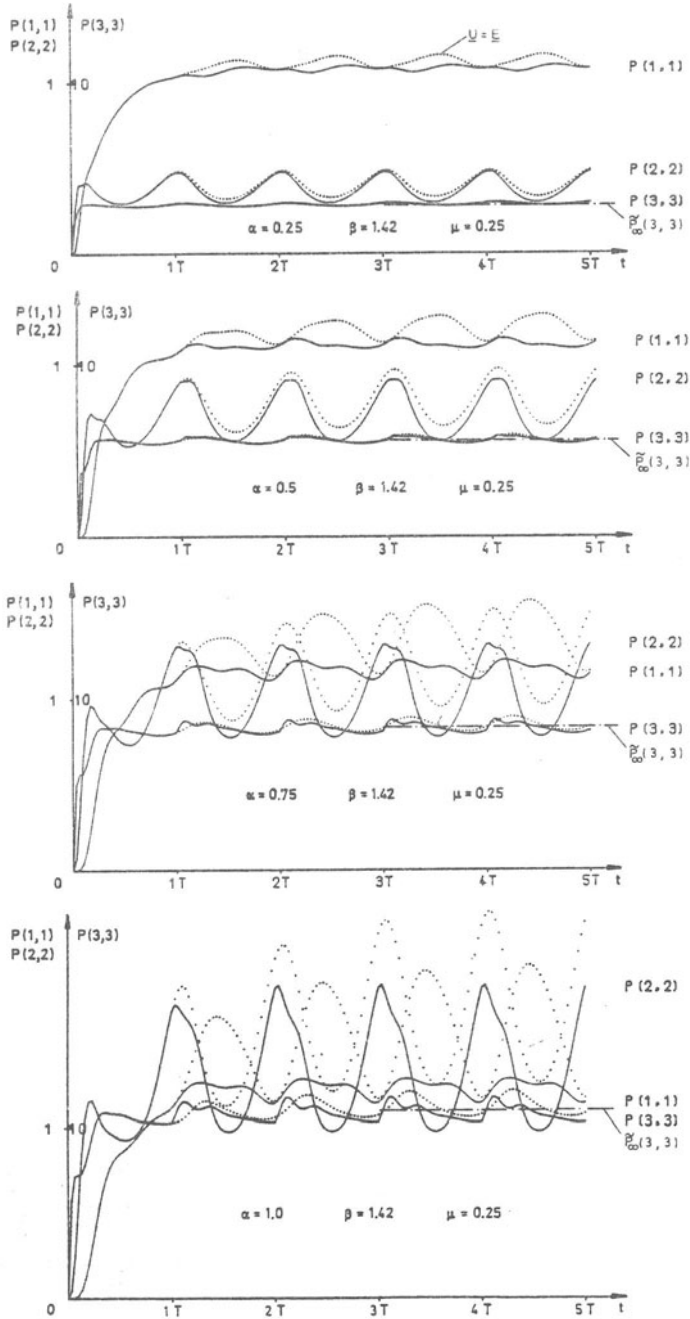 P(1,1) P(3,3)
P(2,2)
U = E
P(1,1)
1 10
P(2,2)
P(3,3)
P̃∞(3,3)
α = 0.25 β = 1.42 μ = 0.25
0 1T 2T 3T 4T 5T t
P(1,1) P(3,3)
P(2,2)
1 10
P(1,1)
P(2,2)
P(3,3)
P̃∞(3,3)
α = 0.5 β = 1.42 μ = 0.25
0 1T 2T 3T 4T 5T t
P(1,1) P(3,3)
P(2,2)
P(2,2)
P(1,1)
1 10
P(3,3)
P̃∞(3,3)
α = 0.75 β = 1.42 μ = 0.25
0 1T 2T 3T 4T 5T t
P(1,1) P(3,3)
P(2,2)
P(2,2)
P(1,1)
1 10
P(3,3)
P̃∞(3,3)
α = 1.0 β = 1.42 μ = 0.25
0 1T 2T 3T 4T 5T t